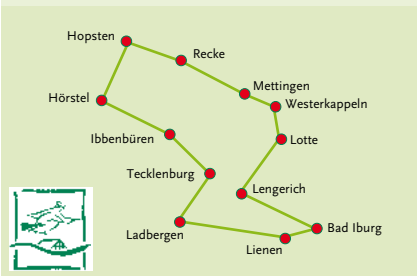 Hopsten
Recke
Mettingen
Hörstel
Westerkappeln
Ibbenbüren
Lotte
Tecklenburg
Lengerich
Ladbergen
Bad Iburg
Lienen